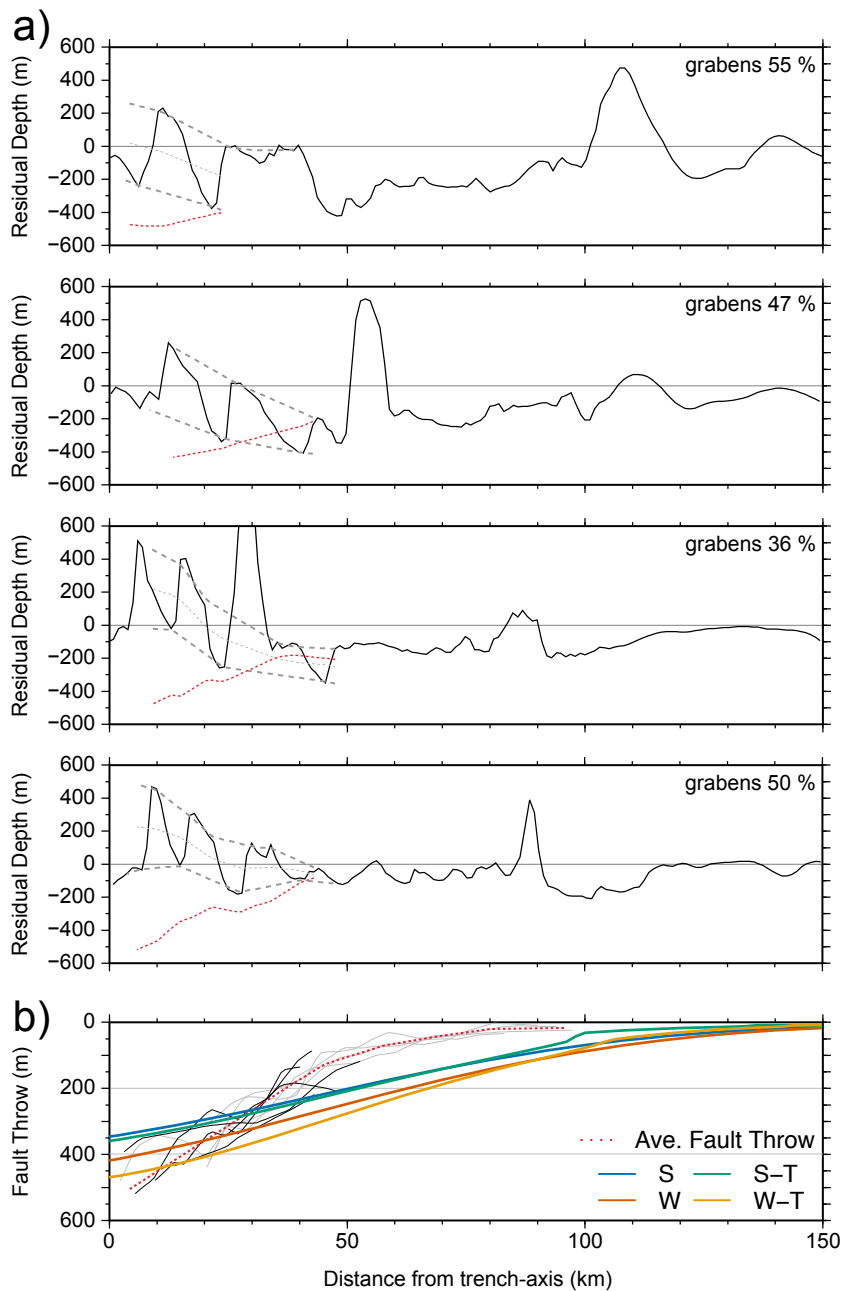 a)
600
400
200
0
−200
−400
−600
Residual Depth (m)
grabens 55 %
600
400
200
0
−200
−400
−600
Residual Depth (m)
grabens 47 %
600
400
200
0
−200
−400
−600
Residual Depth (m)
grabens 36 %
600
400
200
0
−200
−400
−600
Residual Depth (m)
grabens 50 %
b)
0
200
400
600
Fault Throw (m)
Ave. Fault Throw
S S−T
W W−T
0 50 100 150
Distance from trench-axis (km)